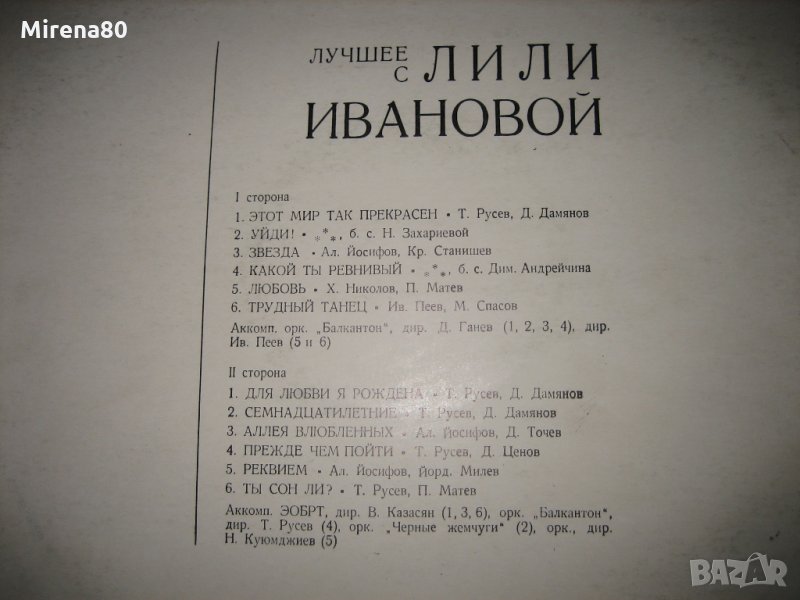 Mirena80
ЛУЧШЕЕ
С ЛИЛИ
ИВАНОВОЙ
I сторона
1. ЭТОТ МИР ТАК ПРЕКРАСЕН • Т. Русев, Д. Дамянов
2. УЙДИ! • ***, б. с. Н. Захариевой
3. ЗВЕЗДА • Ал. Йосифов, Кр. Станишев
4. КАКОЙ ТЫ РЕВНИВЫЙ • ***, б. с. Дим. Андрейчина
5. ЛЮБОВЬ • Х. Николов, П. Матев
6. ТРУДНЫЙ ТАНЕЦ • Ив. Пеев, М. Спасов
Аккомп. орк. „Балкантон“, дир. Д. Ганев (1, 2, 3, 4), дир.
Ив. Пеев (5 и 6)
II сторона
1. ДЛЯ ЛЮБВИ Я РОЖДЕНА • Т. Русев, Д. Дамянов
2. СЕМНАДЦАТИЛЕТНИЕ • Т. Русев, Д. Дамянов
3. АЛЛЕЯ ВЛЮБЛЕННЫХ • Ал. Йосифов, Д. Точев
4. ПРЕЖДЕ ЧЕМ ПОЙТИ • Т. Русев, Д. Ценов
5. РЕКВИЕМ • Ал. Йосифов, Йорд. Милев
6. ТЫ СОН ЛИ? • Т. Русев, П. Матев
Аккомп. ЭОБРТ, дир. В. Казасян (1, 3, 6), орк. „Балкантон“,
дир. Т. Русев (4), орк. „Черные жемчуги“ (2), орк., дир.
Н. Куюмджиев (5)
BAZAR